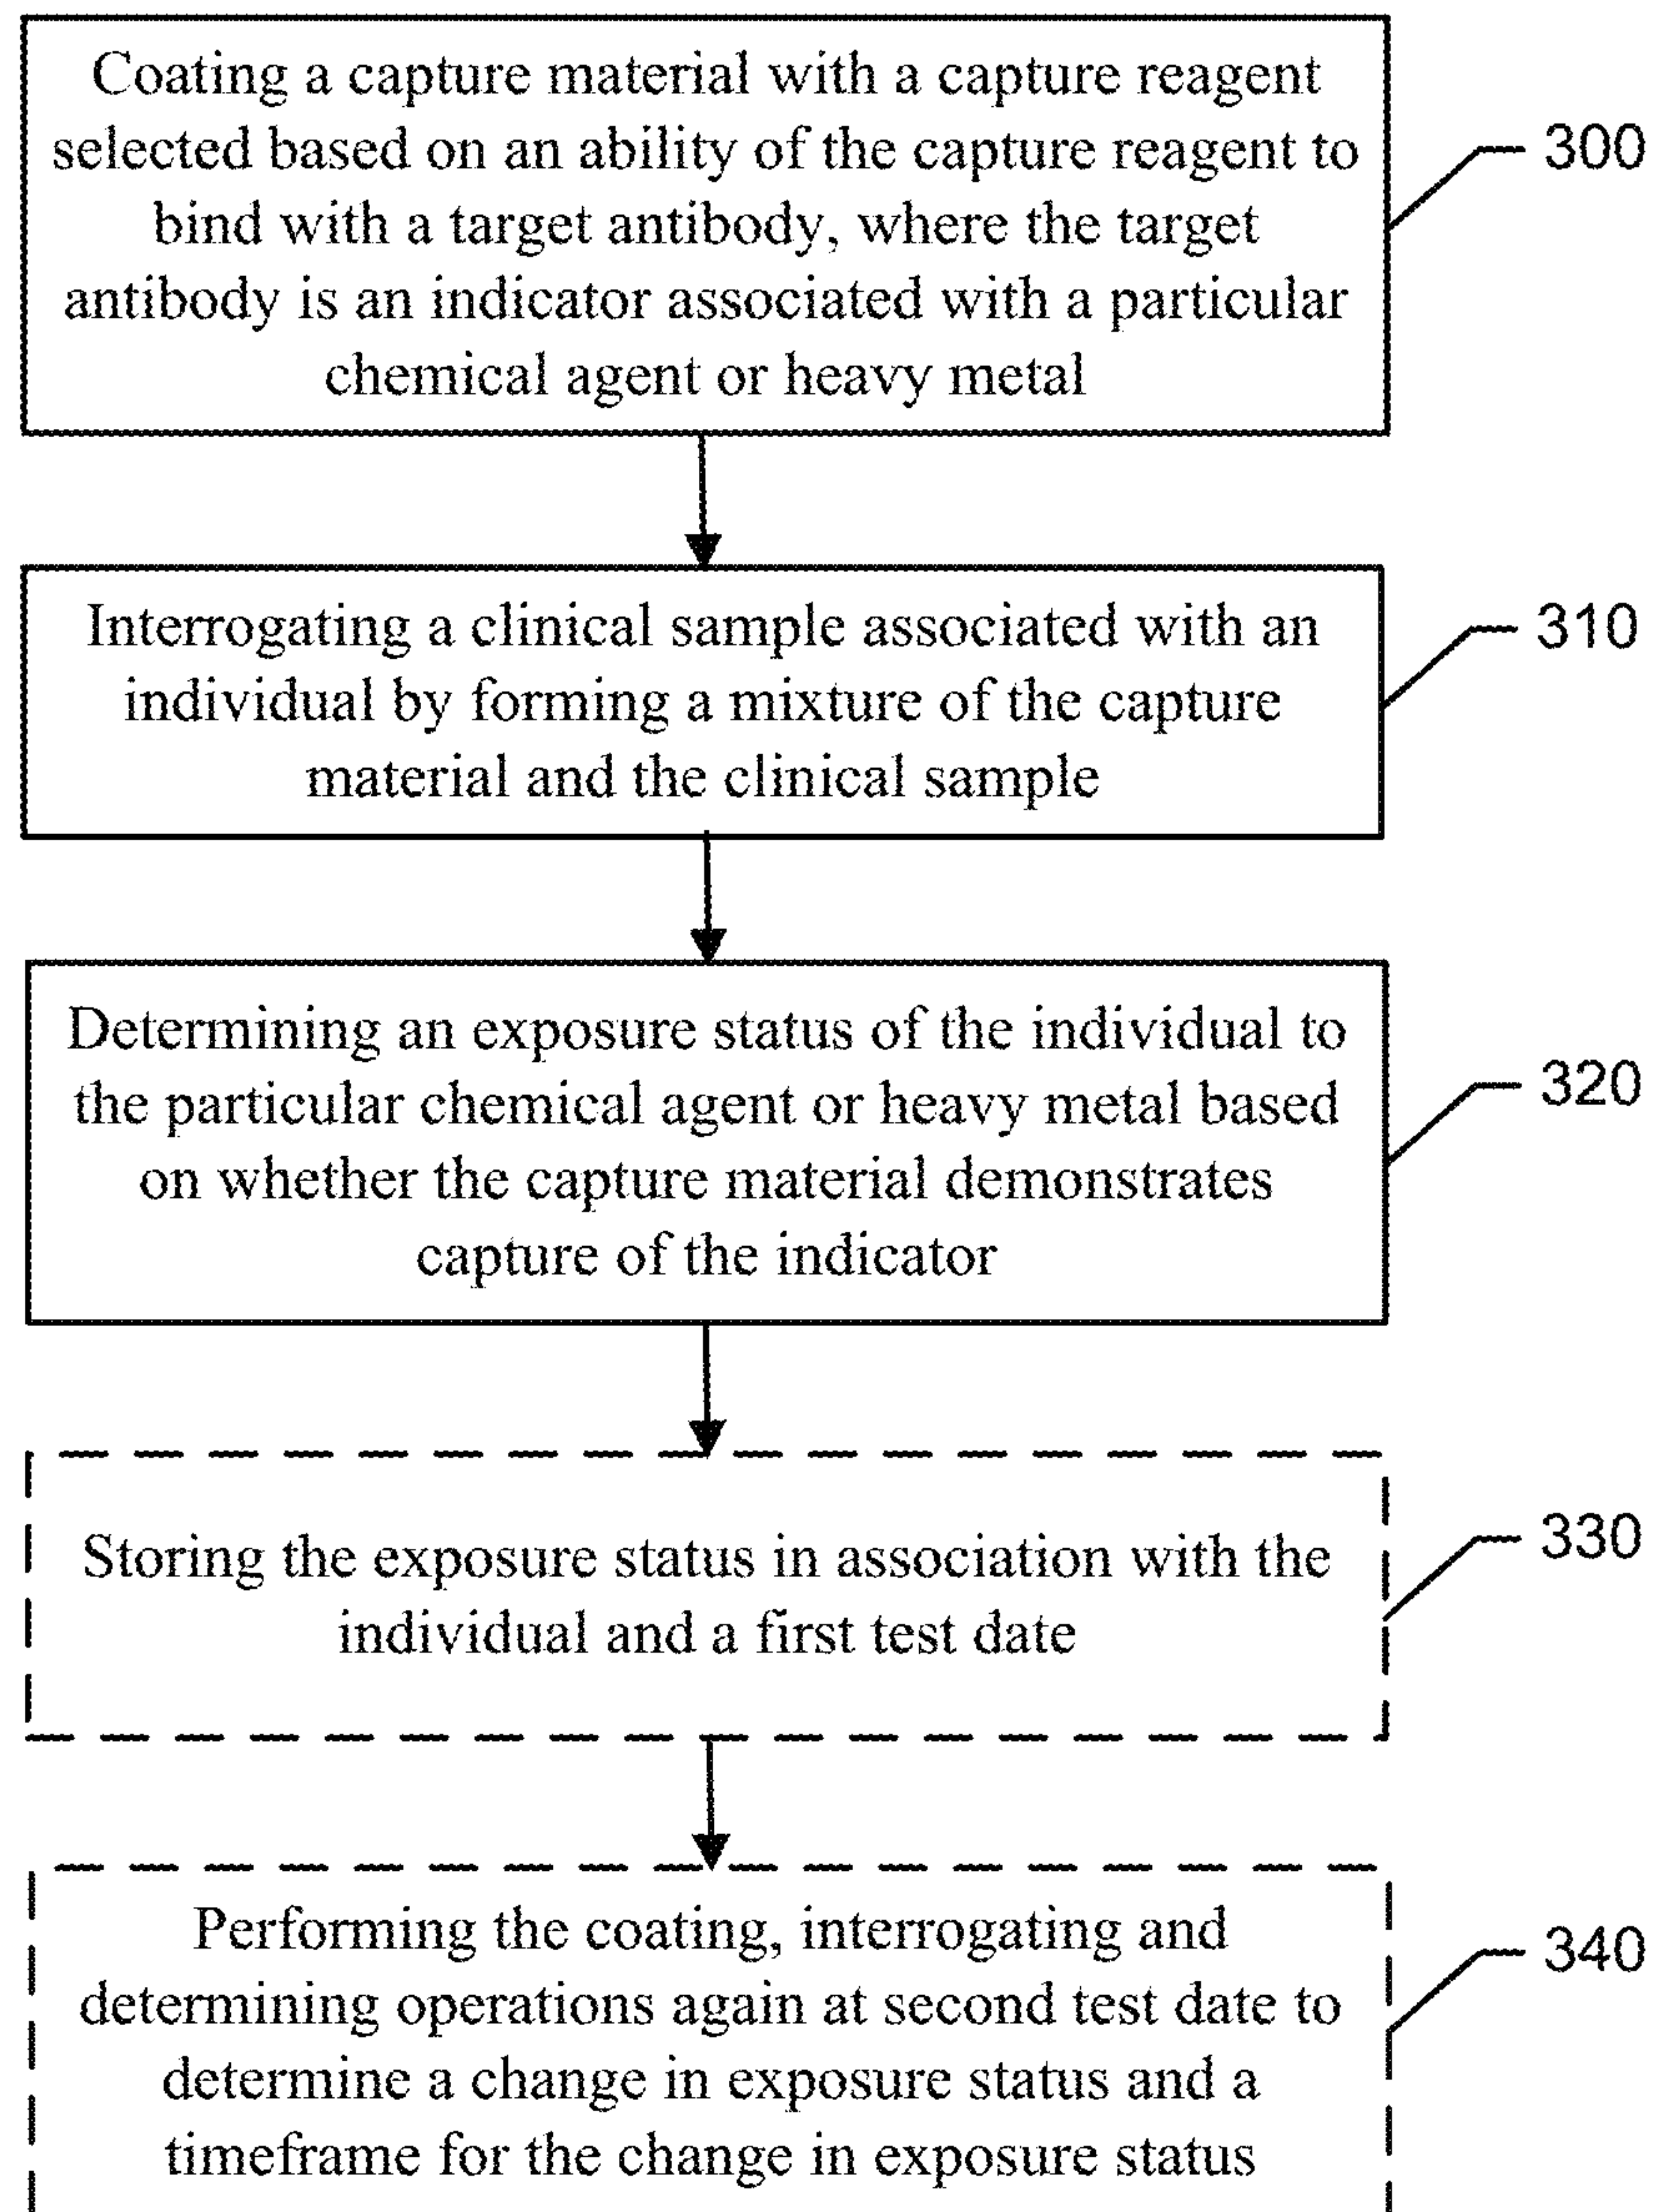 Coating a capture material with a capture reagent
selected based on an ability of the capture reagent to
bind with a target antibody, where the target
antibody is an indicator associated with a particular
chemical agent or heavy metal
300
Interrogating a clinical sample associated with an
individual by forming a mixture of the capture
material and the clinical sample
310
Determining an exposure status of the individual to
the particular chemical agent or heavy metal based
on whether the capture material demonstrates
capture of the indicator
320
Storing the exposure status in association with the
individual and a first test date
330
Performing the coating, interrogating and
determining operations again at second test date to
determine a change in exposure status and a
timeframe for the change in exposure status
340